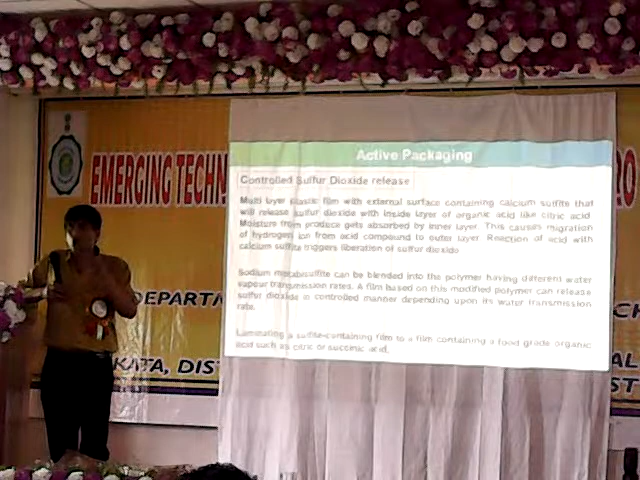 EMERGING TECHN
RO
DEPARTA
CH
KATA, DIST
AL
ST
Active Packaging
Controlled Sulfur Dioxide release
Multi layer plastic film with external surface containing calcium sulfite that
will release sulfur dioxide with inside layer of organic acid like citric acid
Moisture from produce gets absorbed by inner layer. This causes migration
of hydrogen ion from acid compound to outer layer. Reaction of acid with
calcium sulfite triggers liberation of sulfur dioxide
Sodium metabisulfite can be blended into the polymer having different water
vapour transmission rates. A film based on this modified polymer can release
sulfur dioxide in controlled manner depending upon its water transmission
rate.
Laminating a sulfite-containing film to a film containing a food grade organic
acid such as citric or succinic acid.